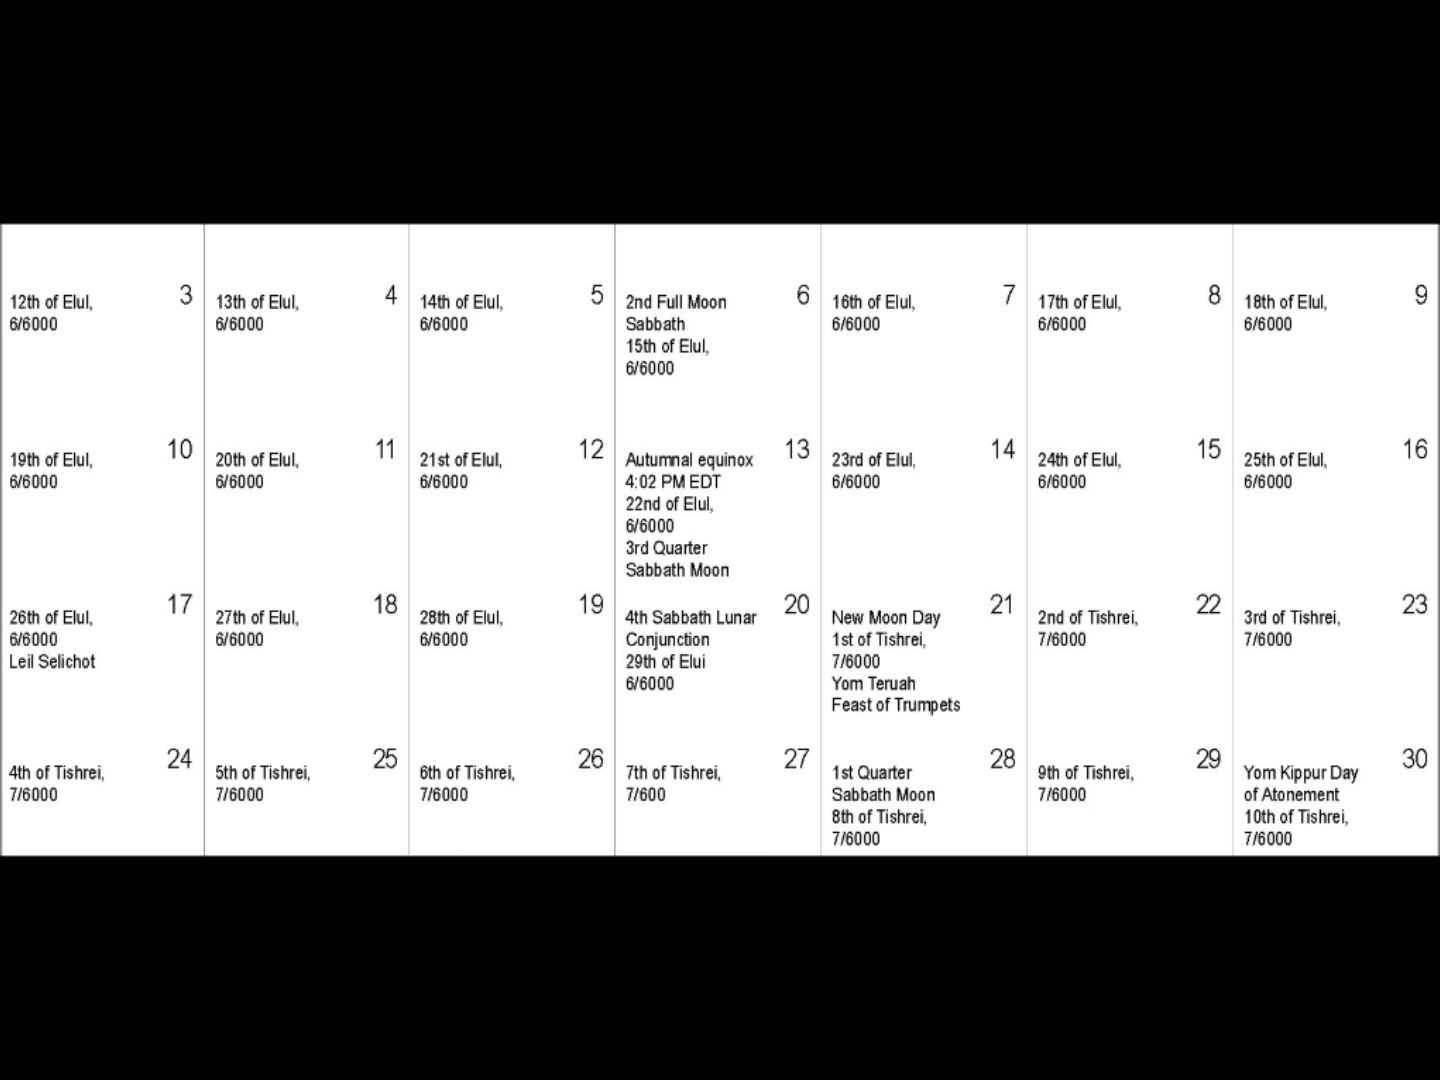 3
12th of Elul,
6/6000
4
13th of Elul,
6/6000
5
14th of Elul,
6/6000
6
2nd Full Moon
Sabbath
15th of Elul,
6/6000
7
16th of Elul,
6/6000
8
17th of Elul,
6/6000
9
18th of Elul,
6/6000
10
19th of Elul,
6/6000
11
20th of Elul,
6/6000
12
21st of Elul,
6/6000
13
Autumnal equinox
4:02 PM EDT
22nd of Elul,
6/6000
3rd Quarter
Sabbath Moon
14
23rd of Elul,
6/6000
15
24th of Elul,
6/6000
16
25th of Elul,
6/6000
17
26th of Elul,
6/6000
Leil Selichot
18
27th of Elul,
6/6000
19
28th of Elul,
6/6000
20
4th Sabbath Lunar
Conjunction
29th of Elui
6/6000
21
New Moon Day
1st of Tishrei,
7/6000
Yom Teruah
Feast of Trumpets
22
2nd of Tishrei,
7/6000
23
3rd of Tishrei,
7/6000
24
4th of Tishrei,
7/6000
25
5th of Tishrei,
7/6000
26
6th of Tishrei,
7/6000
27
7th of Tishrei,
7/600
28
1st Quarter
Sabbath Moon
8th of Tishrei,
7/6000
29
9th of Tishrei,
7/6000
30
Yom Kippur Day
of Atonement
10th of Tishrei,
7/6000